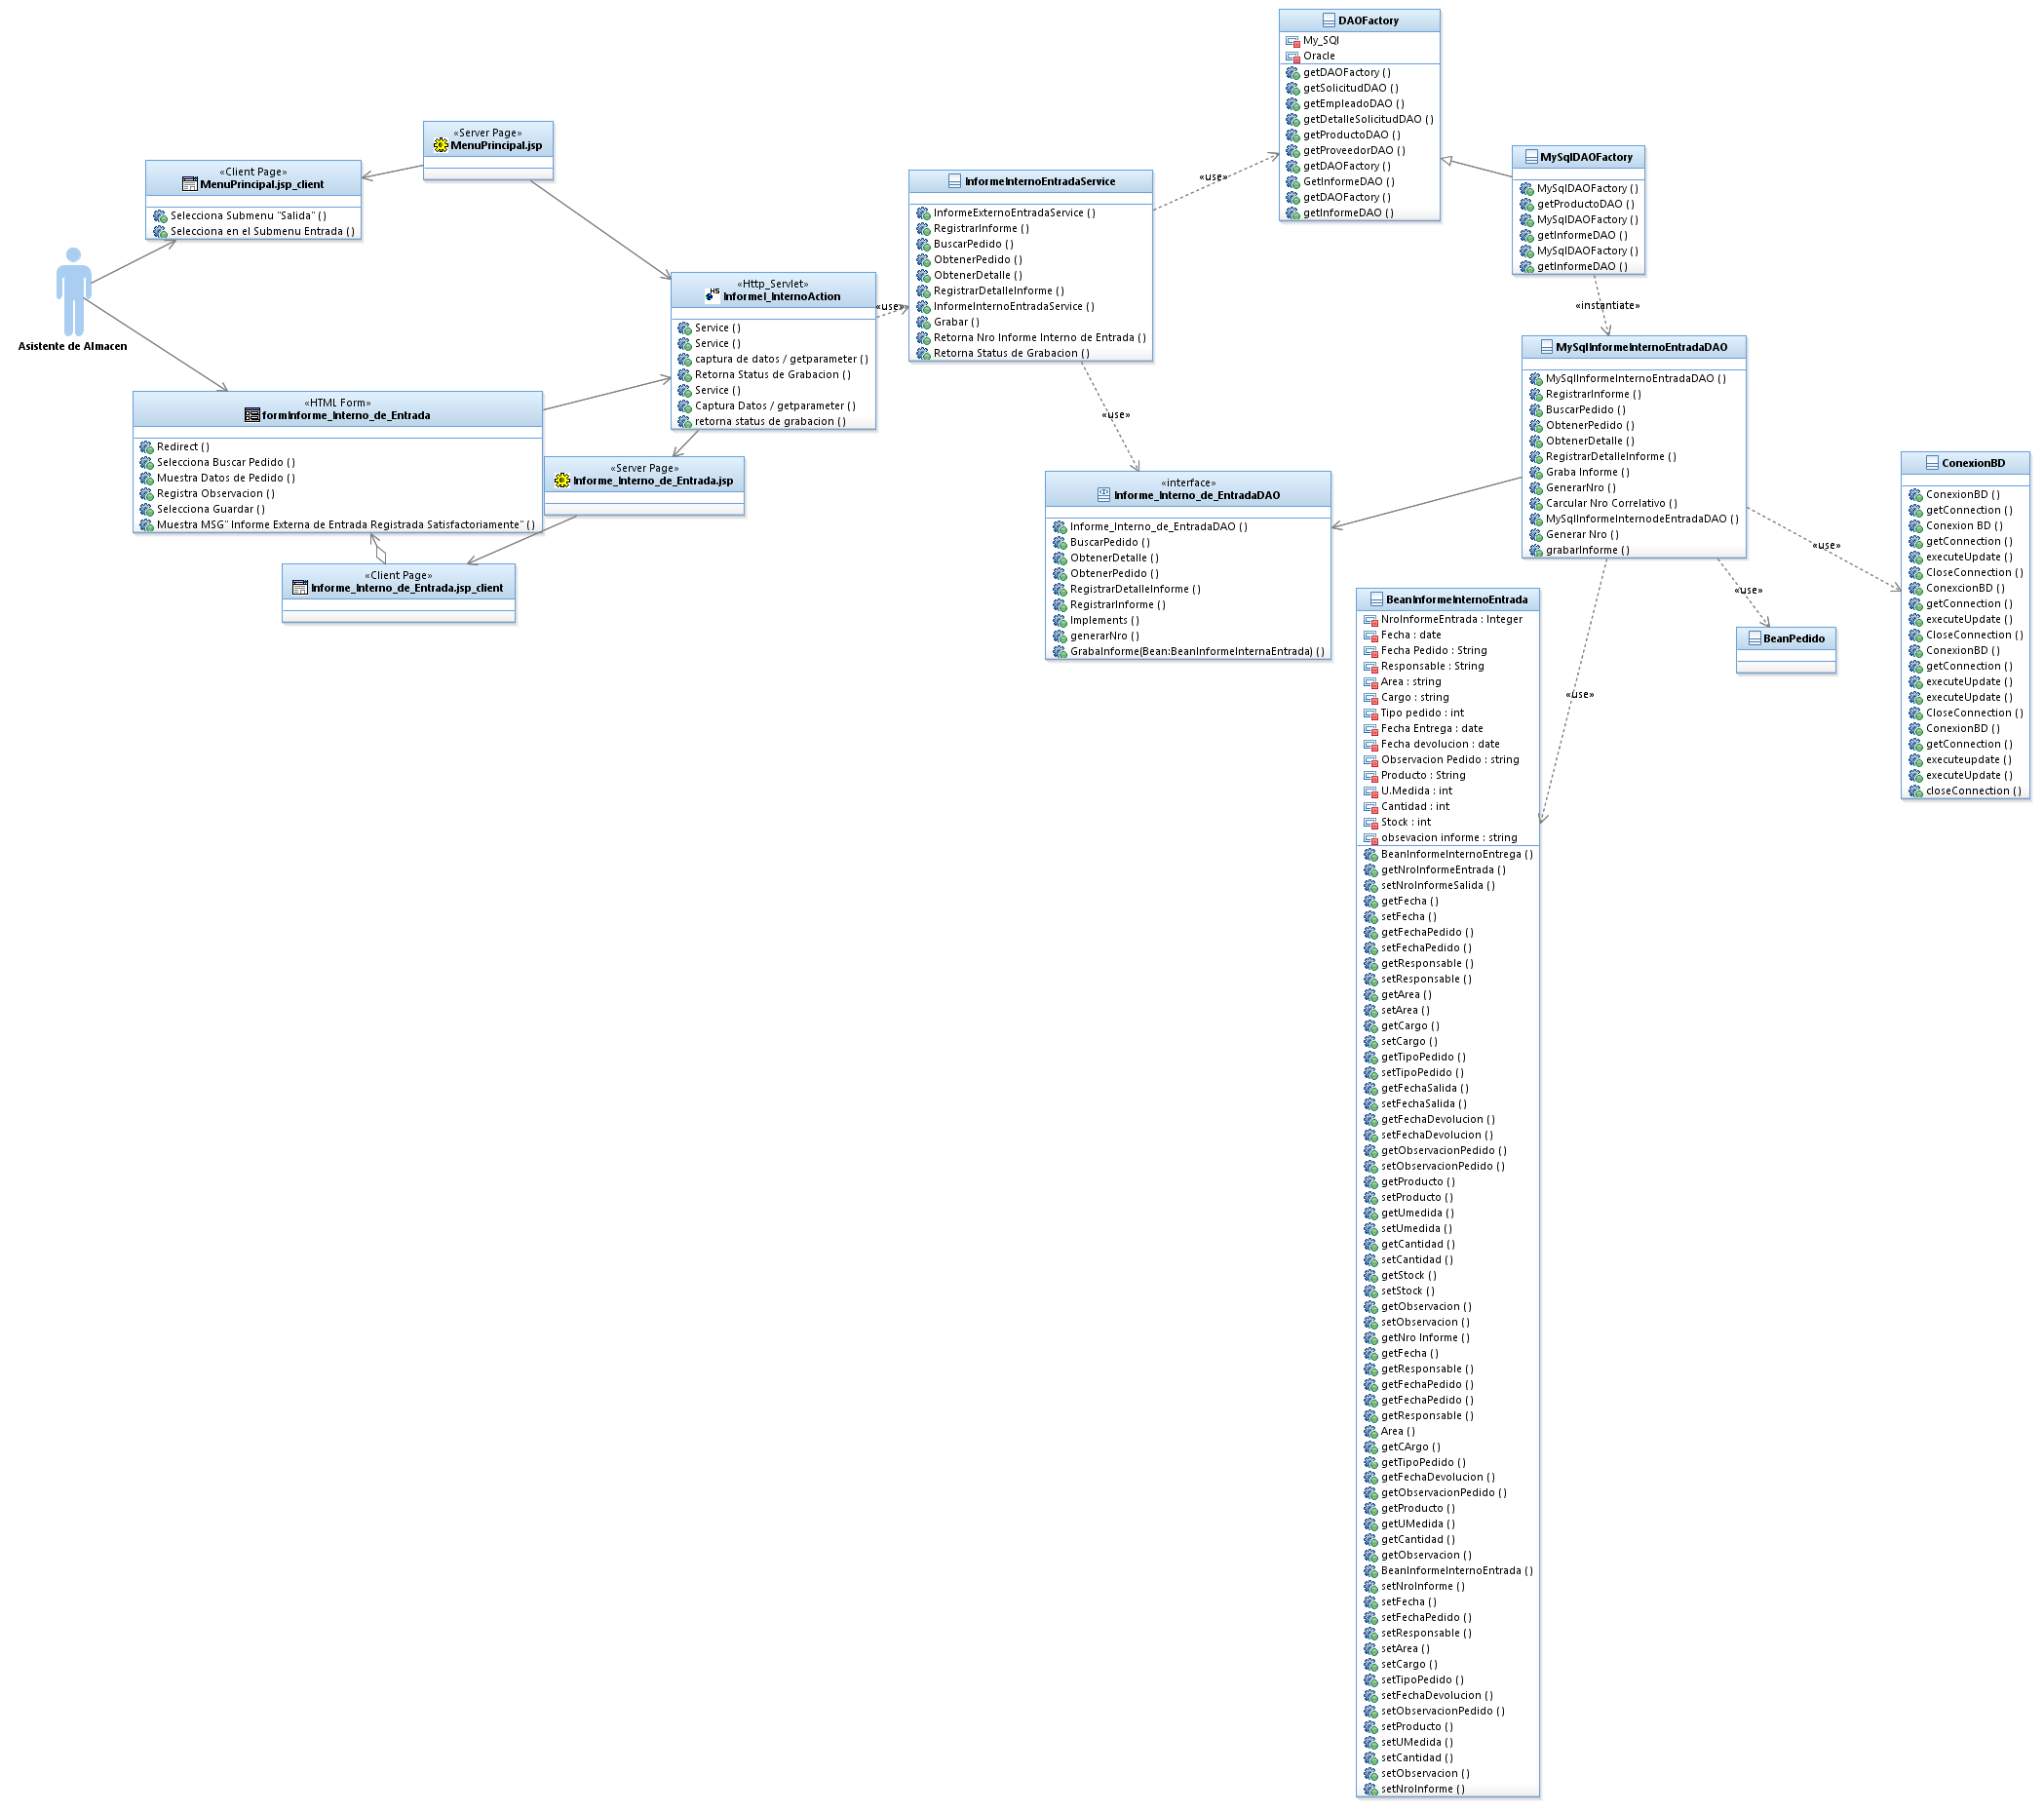 DAOFactory
My_SQl
Oracle
getDAOFactory ( )
getSolicitudDAO ( )
getEmpleadoDAO ( )
getDetalleSolicitudDAO ( )
getProductoDAO ( )
getProveedorDAO ( )
getDAOFactory ( )
GetInformeDAO ( )
getDAOFactory ( )
getInformeDAO ( )
«Server Page»
MenuPrincipal.jsp
«Client Page»
MenuPrincipal.jsp_client
Selecciona Submenu "Salida" ( )
Selecciona en el Submenu Entrada ( )
Asistente de Almacen
MySqlDAOFactory
MySqlDAOFactory ( )
getProductoDAO ( )
MySqlDAOFactory ( )
getInformeDAO ( )
MySqlDAOFactory ( )
getInformeDAO ( )
«use»
InformeInternoEntradaService
InformeExternoEntradaService ( )
RegistrarInforme ( )
BuscarPedido ( )
ObtenerPedido ( )
ObtenerDetalle ( )
RegistrarDetalleInforme ( )
InformeInternoEntradaService ( )
Grabar ( )
Retorna Nro Informe Interno de Entrada ( )
Retorna Status de Grabacion ( )
«Http_Servlet»
InformeI_InternoAction
Service ( )
Service ( )
captura de datos / getparameter ( )
Retorna Status de Grabacion ( )
Service ( )
Captura Datos / getparameter ( )
retorna status de grabacion ( )
«use»
«instantiate»
«use»
MySqlInformeInternoEntradaDAO
MySqlInformeInternoEntradaDAO ( )
RegistrarInforme ( )
BuscarPedido ( )
ObtenerPedido ( )
ObtenerDetalle ( )
RegistrarDetalleInforme ( )
Graba Informe ( )
GenerarNro ( )
Carcular Nro Correlativo ( )
MySqlInformeInternodeEntradaDAO ( )
Generar Nro ( )
grabarInforme ( )
«HTML Form»
formInforme_Interno_de_Entrada
Redirect ( )
Selecciona Buscar Pedido ( )
Muestra Datos de Pedido ( )
Registra Observacion ( )
Selecciona Guardar ( )
Muestra MSG" Informe Externa de Entrada Registrada Satisfactoriamente" ( )
«Server Page»
Informe_Interno_de_Entrada.jsp
«Client Page»
Informe_Interno_de_Entrada.jsp_client
«interface»
Informe_Interno_de_EntradaDAO
Informe_Interno_de_EntradaDAO ( )
BuscarPedido ( )
ObtenerDetalle ( )
ObtenerPedido ( )
RegistrarDetalleInforme ( )
RegistrarInforme ( )
Implements ( )
generarNro ( )
GrabaInforme(Bean:BeanInformeInternaEntrada) ( )
ConexionBD
ConexionBD ( )
getConnection ( )
Conexion BD ( )
getConnection ( )
executeUpdate ( )
CloseConnection ( )
ConexcionBD ( )
getConnection ( )
executeUpdate ( )
CloseConnection ( )
ConexionBD ( )
getConnection ( )
executeUpdate ( )
executeUpdate ( )
CloseConnection ( )
ConexionBD ( )
getConnection ( )
executeupdate ( )
executeUpdate ( )
closeConnection ( )
«use»
«use»
«use»
BeanPedido
BeanInformeInternoEntrada
NroInformeEntrada : Integer
Fecha : date
Fecha Pedido : String
Responsable : String
Area : string
Cargo : string
Tipo pedido : int
Fecha Entrega : date
Fecha devolucion : date
Observacion Pedido : string
Producto : String
U.Medida : int
Cantidad : int
Stock : int
obsevacion informe : string
BeanInformeInternoEntrega ( )
getNroInformeEntrada ( )
setNroInformeSalida ( )
getFecha ( )
setFecha ( )
getFechaPedido ( )
setFechaPedido ( )
getResponsable ( )
setResponsable ( )
getArea ( )
setArea ( )
getCargo ( )
setCargo ( )
getTipoPedido ( )
setTipoPedido ( )
getFechaSalida ( )
setFechaSalida ( )
getFechaDevolucion ( )
setFechaDevolucion ( )
getObservacionPedido ( )
setObservacionPedido ( )
getProducto ( )
setProducto ( )
getUmedida ( )
setUmedida ( )
getCantidad ( )
setCantidad ( )
getStock ( )
setStock ( )
getObservacion ( )
setObservacion ( )
getNro Informe ( )
getFecha ( )
getResponsable ( )
getFechaPedido ( )
getFechaPedido ( )
getResponsable ( )
Area ( )
getCArgo ( )
getTipoPedido ( )
getFechaDevolucion ( )
getObservacionPedido ( )
getProducto ( )
getUMedida ( )
getCantidad ( )
getObservacion ( )
BeanInformeInternoEntrada ( )
setNroInforme ( )
setFecha ( )
setFechaPedido ( )
setResponsable ( )
setArea ( )
setCargo ( )
setTipoPedido ( )
setFechaDevolucion ( )
setObservacionPedido ( )
setProducto ( )
setUMedida ( )
setCantidad ( )
setObservacion ( )
setNroInforme ( )